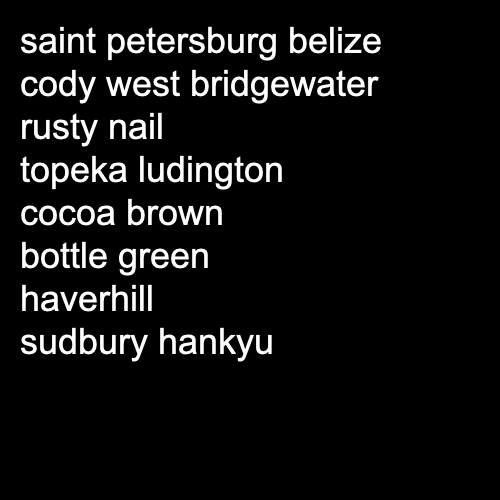 saint petersburg belize
cody west bridgewater
rusty nail
topeka ludington
cocoa brown
bottle green
haverhill
sudbury hankyu